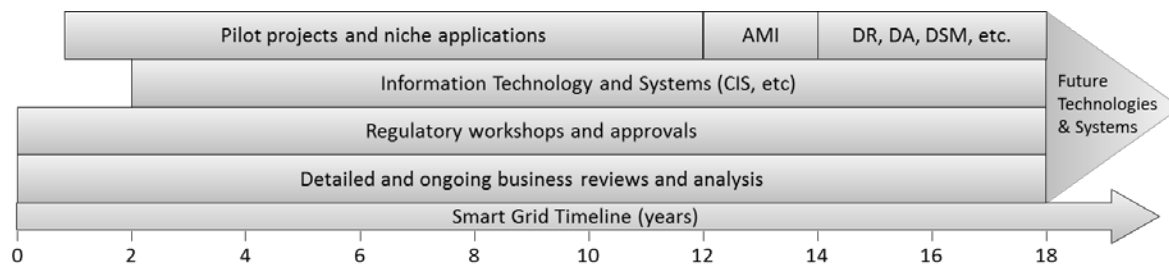 Pilot projects and niche applications
AMI
DR, DA, DSM, etc.
Information Technology and Systems (CIS, etc)
Future
Technologies
& Systems
Regulatory workshops and approvals
Detailed and ongoing business reviews and analysis
Smart Grid Timeline (years)
0 2 4 6 8 10 12 14 16 18